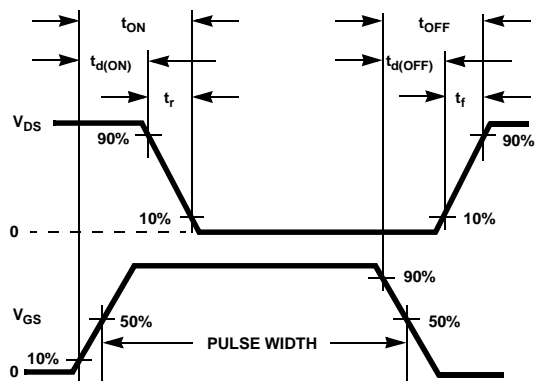 tON
tOFF
td(ON)
td(OFF)
tr
tf
VDS
90%
90%
10%
10%
0
90%
VGS
50%
PULSE WIDTH
50%
10%
0